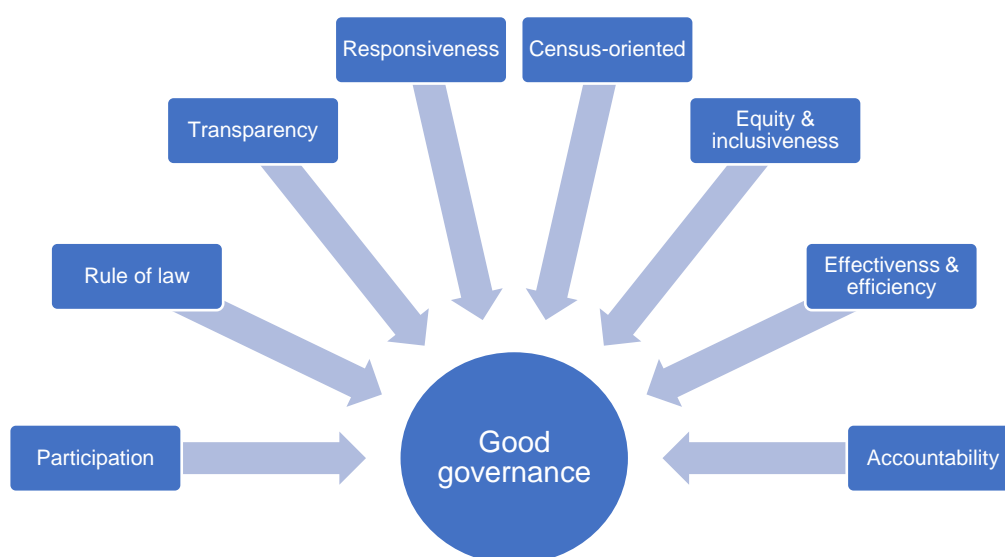 Responsiveness
Census-oriented
Transparency
Equity &
inclusiveness
Rule of law
Effectivenss &
efficiency
Participation
Good
governance
Accountability